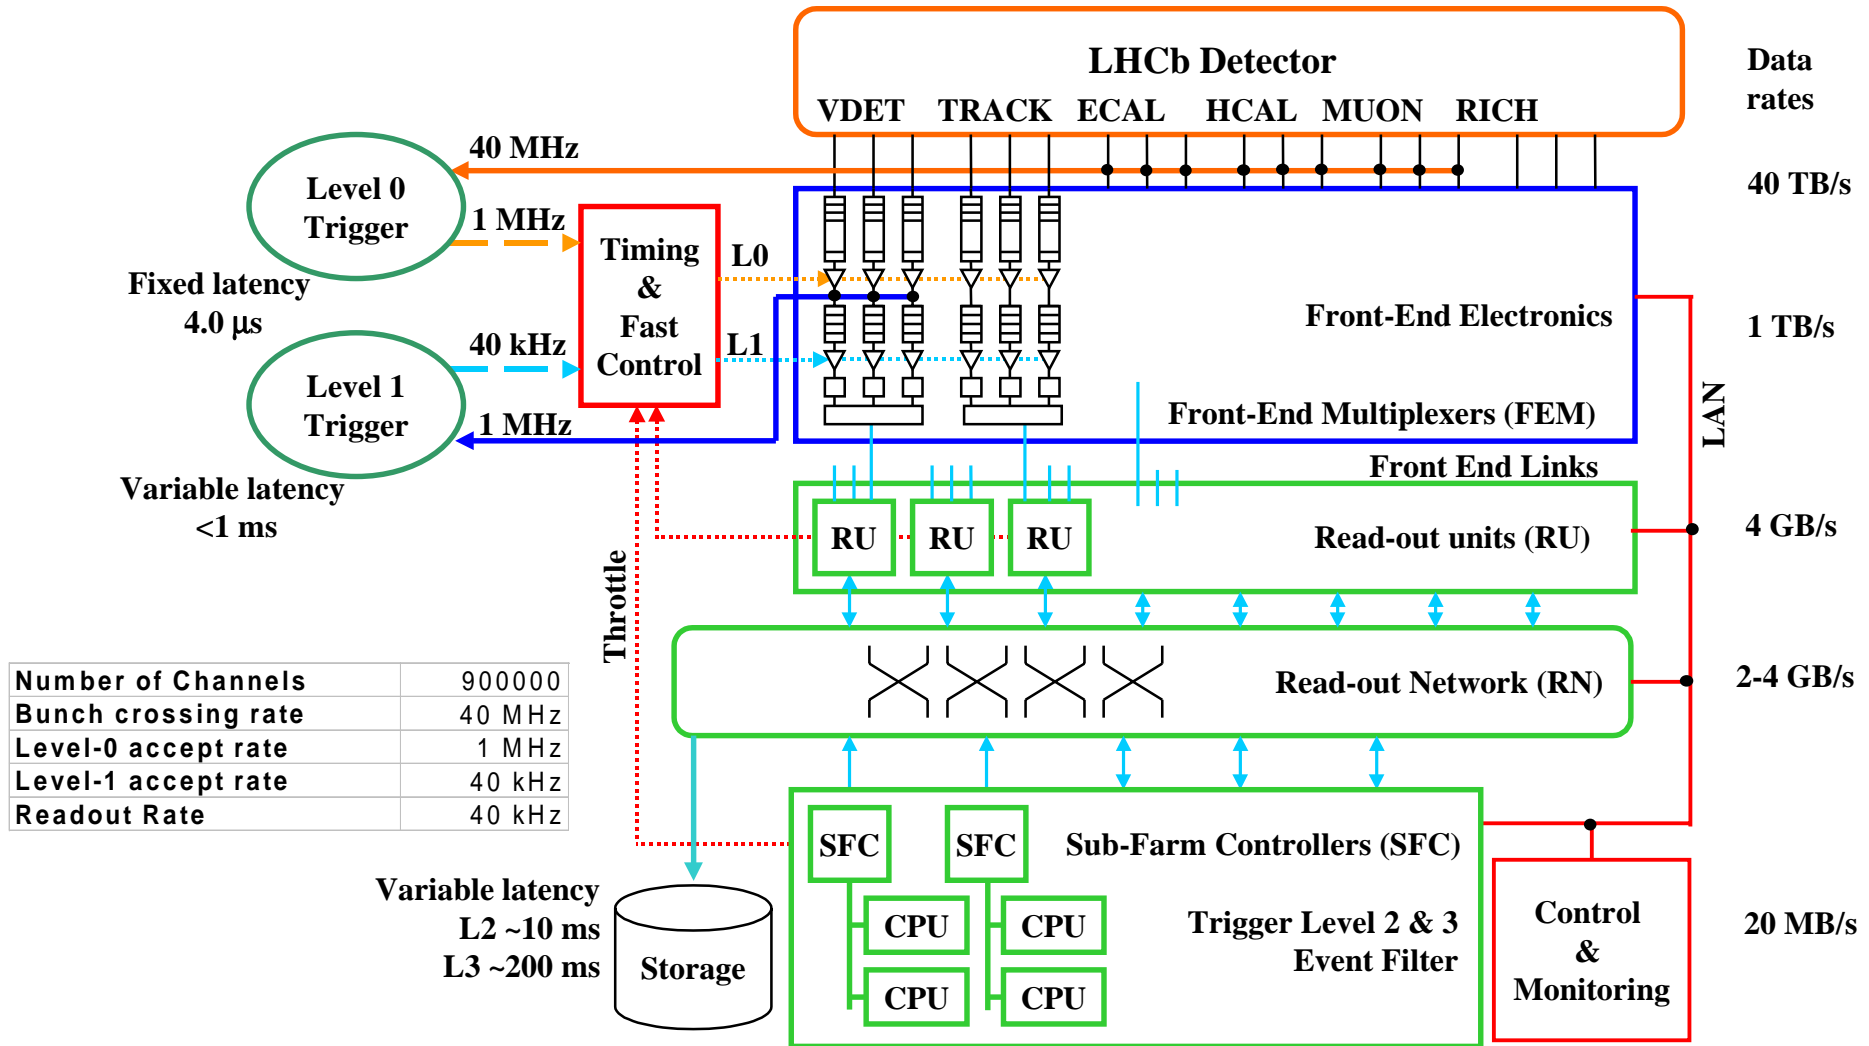 LHCb Detector
VDET TRACK ECAL HCAL MUON RICH
Data
rates
40 MHz
Level 0
Trigger
1 MHz
Fixed latency
4.0 µs
40 kHz
Level 1
Trigger
1 MHz
Variable latency
<1 ms
Timing
&
Fast
Control
L0
L1
Front-End Electronics
Front-End Multiplexers (FEM)
Front End Links
LAN
40 TB/s
1 TB/s
RU RU RU
Read-out units (RU)
4 GB/s
Throttle
Read-out Network (RN)
2-4 GB/s
Number of Channels 900000
Bunch crossing rate 40 MHz
Level-0 accept rate 1 MHz
Level-1 accept rate 40 kHz
Readout Rate 40 kHz
SFC SFC
Sub-Farm Controllers (SFC)
Variable latency
L2 ~10 ms
L3 ~200 ms
Storage
CPU CPU
CPU CPU
Trigger Level 2 & 3
Event Filter
Control
&
Monitoring
20 MB/s